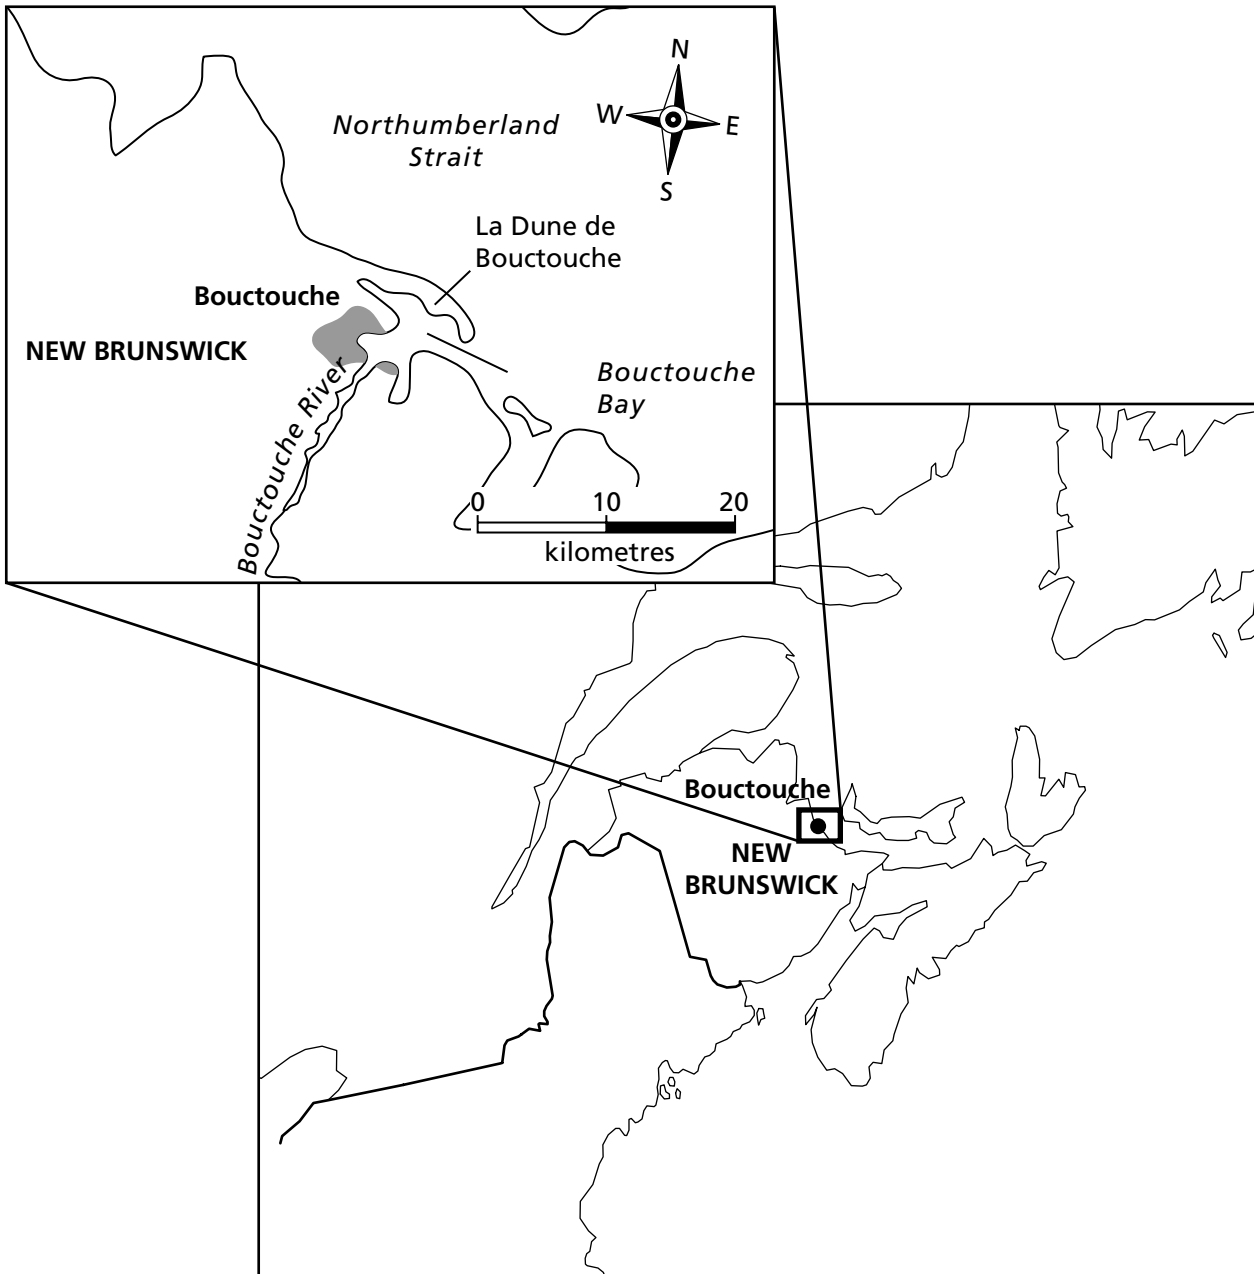 N
W
E
S
Northumberland
Strait
La Dune de
Bouctouche
Bouctouche
NEW BRUNSWICK
Bouctouche River
Bouctouche
Bay
0 10 20
kilometres
Bouctouche
NEW
BRUNSWICK